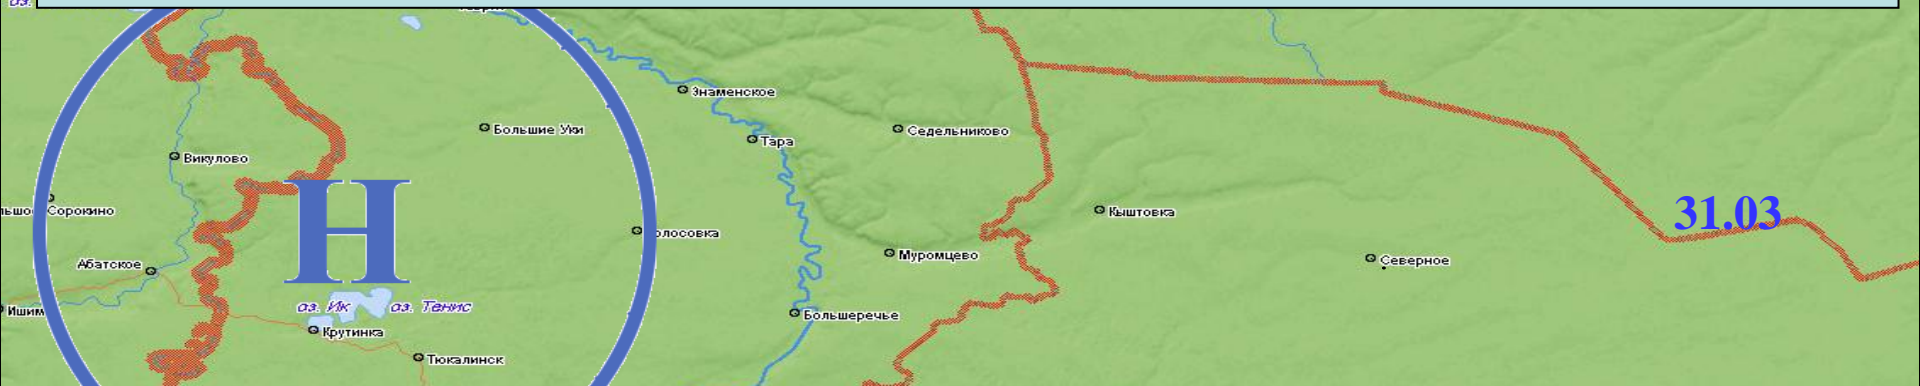 оз.
Знаменское
Большие Уки
Седельниково
Тара
Викулово
Н
Сорокино
Кыштовка
31.03
олосовка
Муромцево
Северное
Абатское
оз. Ик
оз. Тенис
Ишим
Большеречье
Крутинка
Тюкалинск